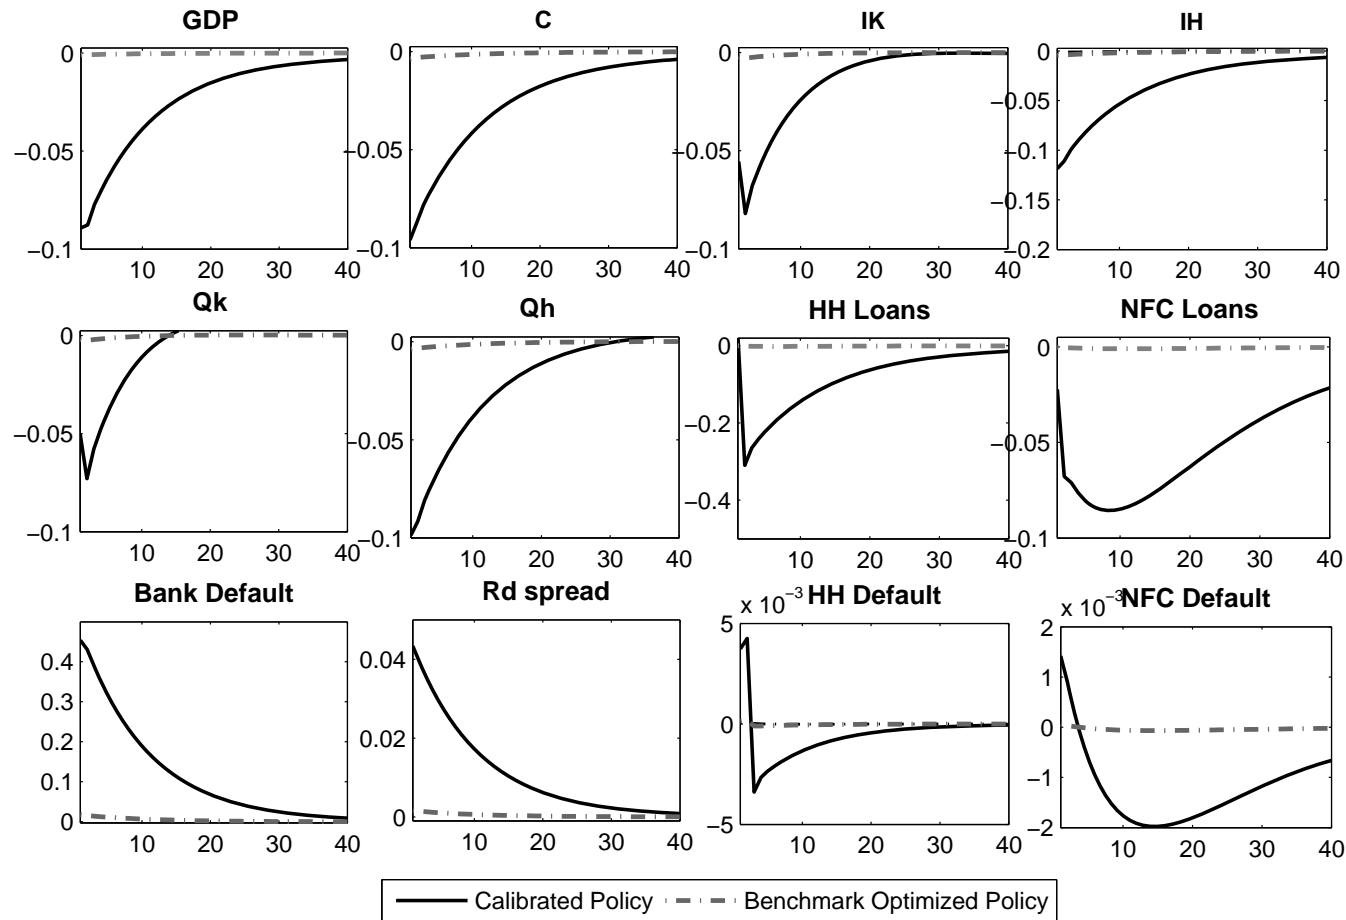 GDP C IK IH
0 0 0 0
−0.05 −0.05 −0.05 −0.05
−0.1
−0.15
−0.1 −0.1 −0.1 −0.2
10 20 30 40 10 20 30 40 10 20 30 40 10 20 30 40
Qk Qh HH Loans NFC Loans
0 0 0 0
−0.05 −0.05 −0.2 −0.05
−0.4
−0.1 −0.1 −0.1
10 20 30 40 10 20 30 40 10 20 30 40 10 20 30 40
Bank Default Rd spread HH Default NFC Default
x 10−3 x 10−3
0.4 0.04 5 2
0.3 1
0.2 0.02 0 0
0.1 −1
0 0 −5 −2
10 20 30 40 10 20 30 40 10 20 30 40 10 20 30 40
Calibrated Policy Benchmark Optimized Policy